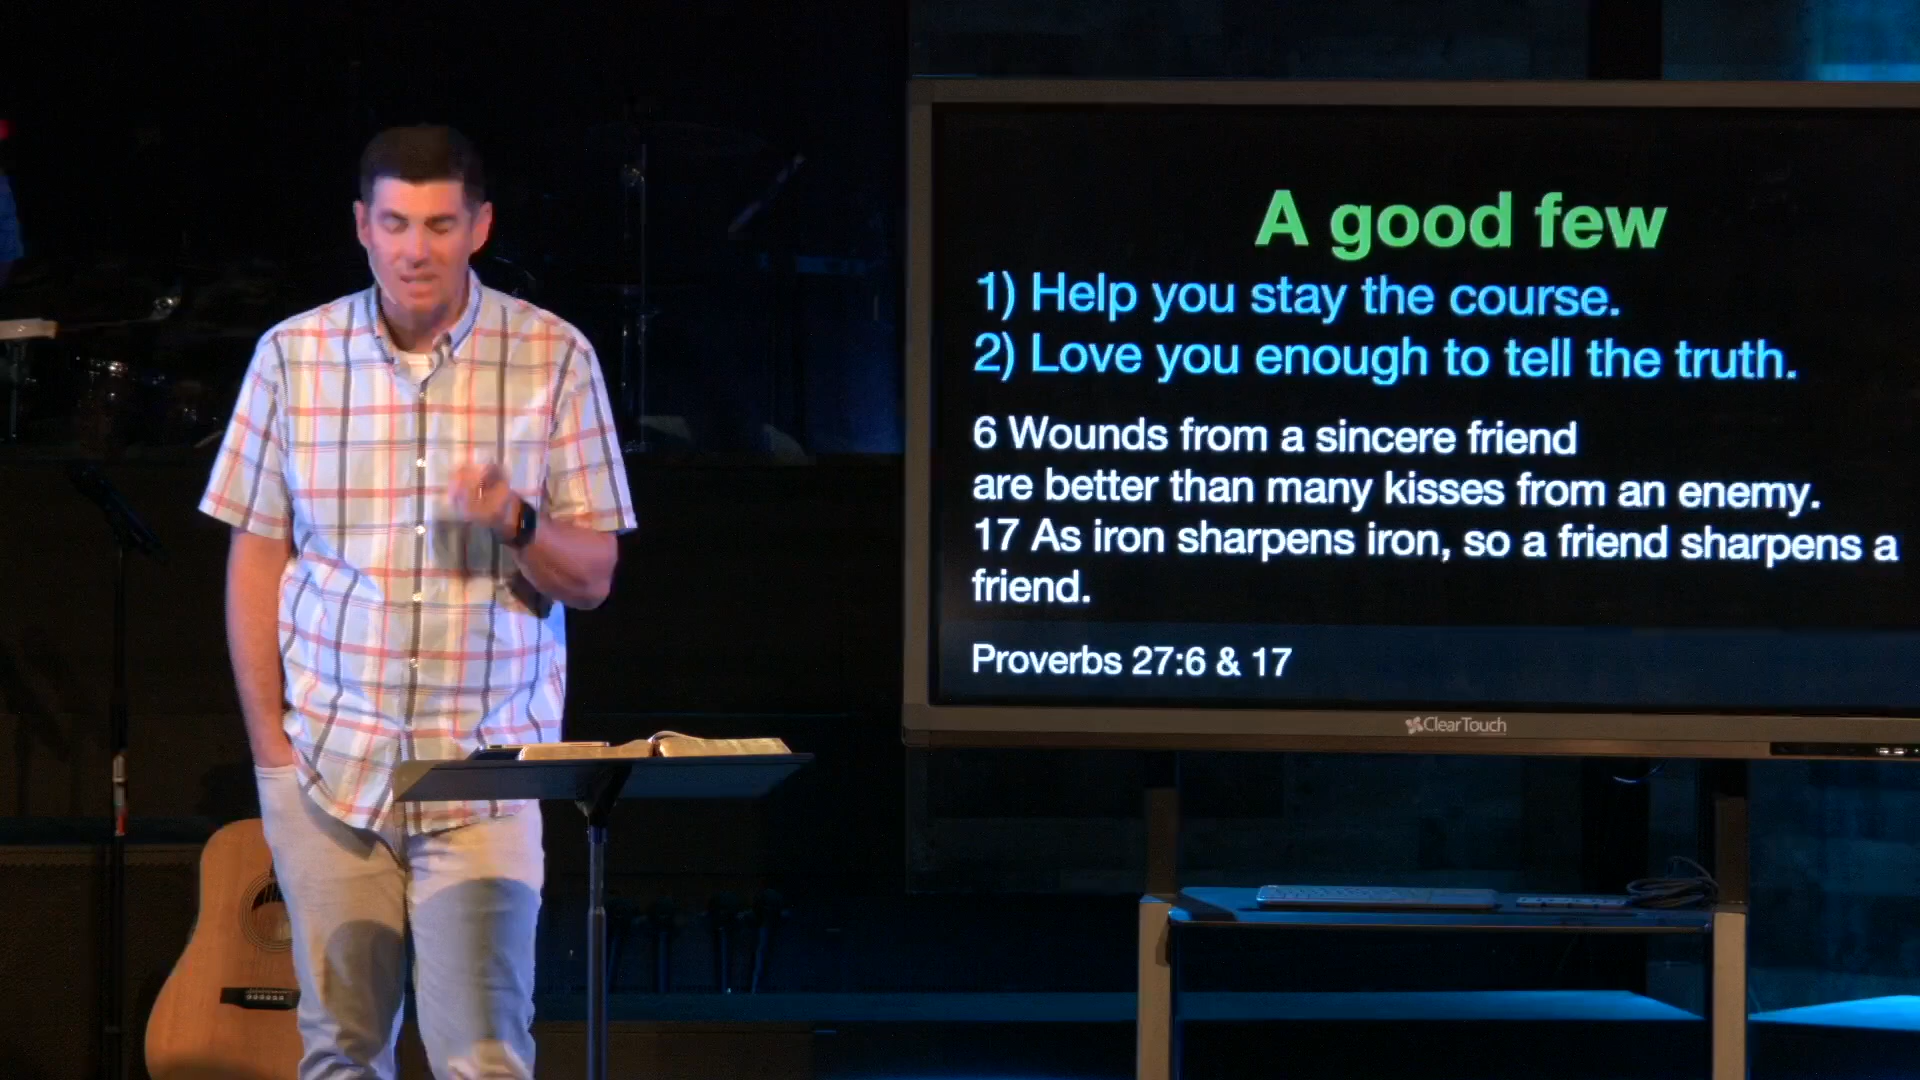 A good few
1) Help you stay the course.
2) Love you enough to tell the truth.
6 Wounds from a sincere friend
are better than many kisses from an enemy.
17 As iron sharpens iron, so a friend sharpens a
friend.
Proverbs 27:6 & 17
ClearTouch